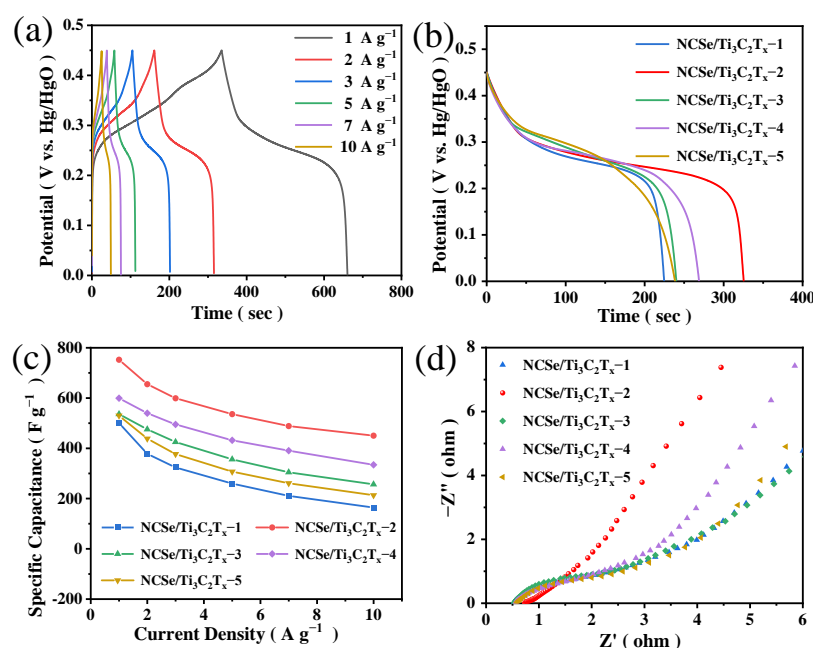 (a)
0.5
0.4
0.3
0.2
0.1
0.0
Potential ( V vs. Hg/HgO)
1 A g⁻¹
2 A g⁻¹
3 A g⁻¹
5 A g⁻¹
7 A g⁻¹
10 A g⁻¹
0 200 400 600 800
Time ( sec )
(b)
0.5
0.4
0.3
0.2
0.1
0.0
Potential ( V vs. Hg/HgO)
NCSe/Ti₃C₂Tₓ−1
NCSe/Ti₃C₂Tₓ−2
NCSe/Ti₃C₂Tₓ−3
NCSe/Ti₃C₂Tₓ−4
NCSe/Ti₃C₂Tₓ−5
0 100 200 300 400
Time ( sec )
(c)
800
600
400
200
0
-200
Specific Capacitance ( F g⁻¹ )
NCSe/Ti₃C₂Tₓ−1 NCSe/Ti₃C₂Tₓ−2
NCSe/Ti₃C₂Tₓ−3 NCSe/Ti₃C₂Tₓ−4
NCSe/Ti₃C₂Tₓ−5
0 2 4 6 8 10
Current Density ( A g⁻¹ )
(d)
8
6
4
2
0
−Z'' ( ohm )
NCSe/Ti₃C₂Tₓ−1
NCSe/Ti₃C₂Tₓ−2
NCSe/Ti₃C₂Tₓ−3
NCSe/Ti₃C₂Tₓ−4
NCSe/Ti₃C₂Tₓ−5
0 1 2 3 4 5 6
Z' ( ohm )